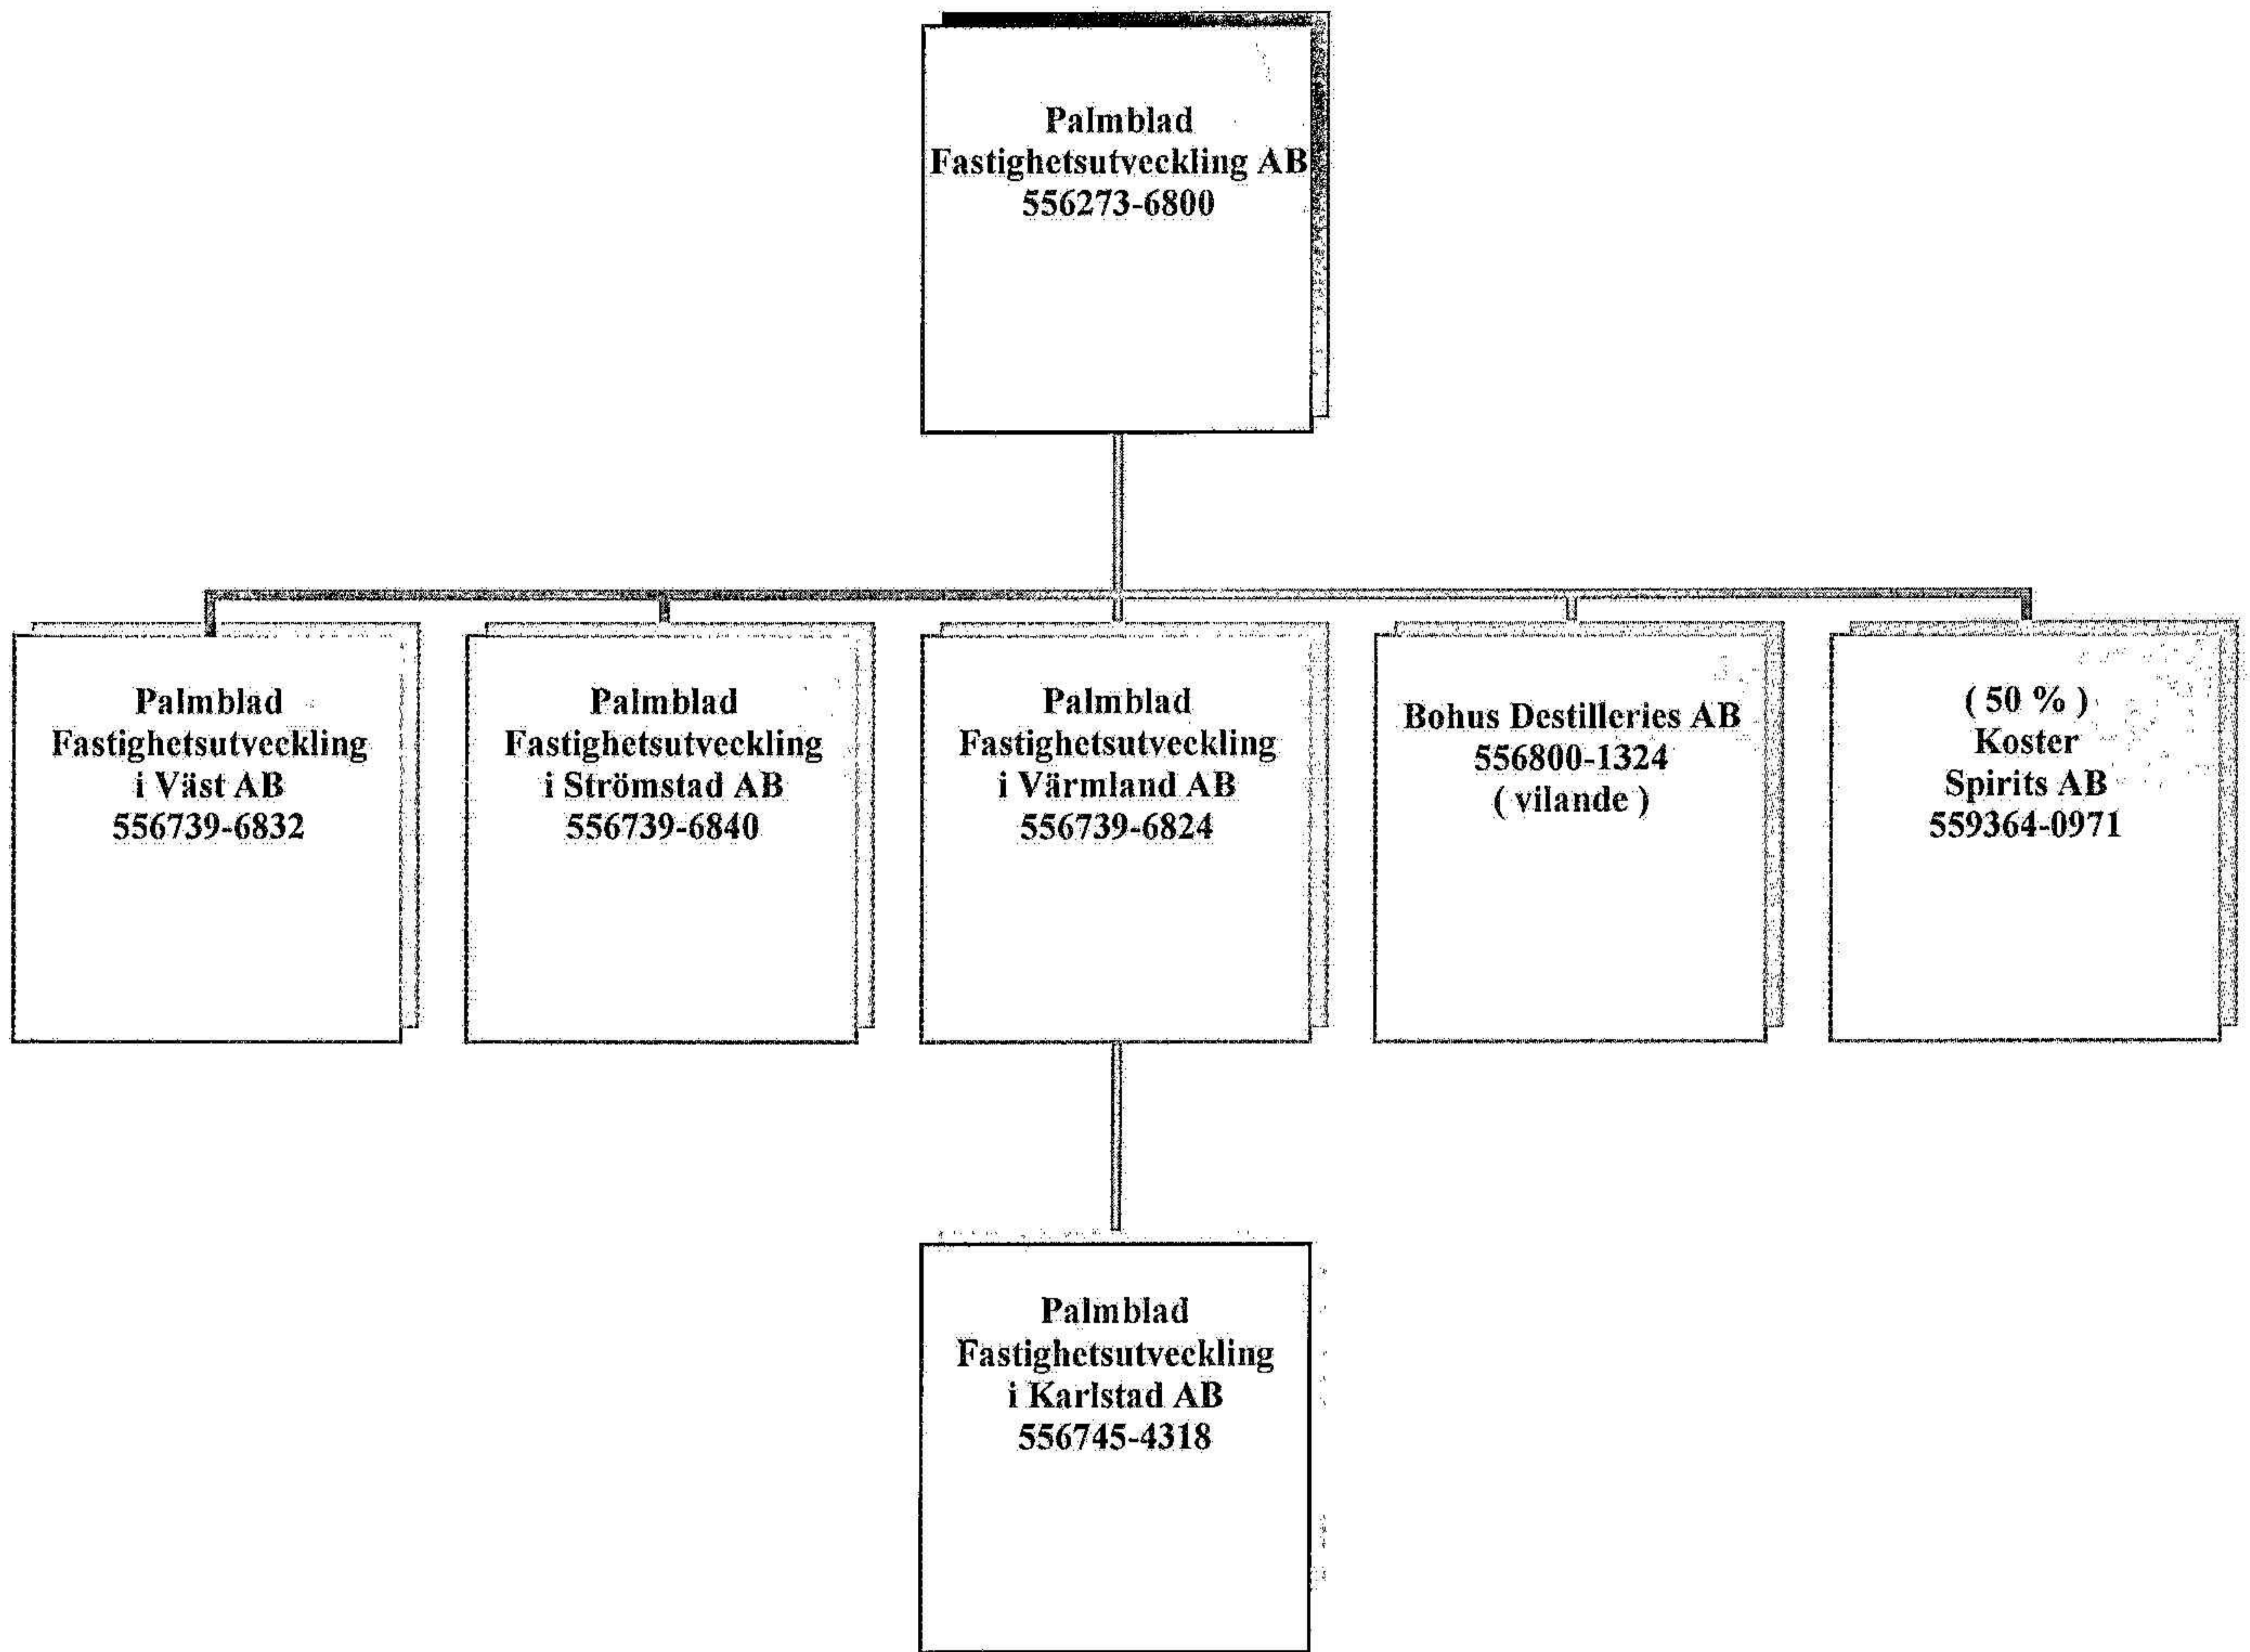 Palmblad
Fastighetsutveckling AB
556273-6800
Palmblad
Fastighetsutveckling
i Väst AB
556739-6832
Palmblad
Fastighetsutveckling
i Strömstad AB
556739-6840
Palmblad
Fastighetsutveckling
i Värmland AB
556739-6824
Bohus Destilleries AB
556800-1324
( vilande )
( 50 % )
Koster
Spirits AB
559364-0971
Palmblad
Fastighetsutveckling
i Karlstad AB
556745-4318